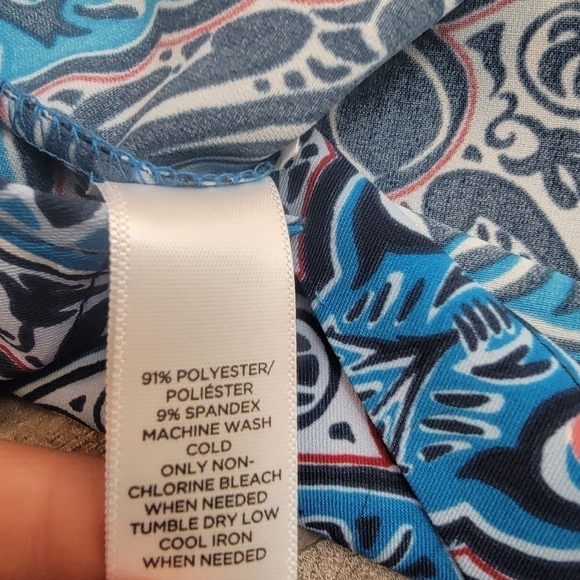 91% POLYESTER/
POLIÉSTER
9% SPANDEX
MACHINE WASH
COLD
ONLY NON-
CHLORINE BLEACH
WHEN NEEDED
TUMBLE DRY LOW
COOL IRON
WHEN NEEDED